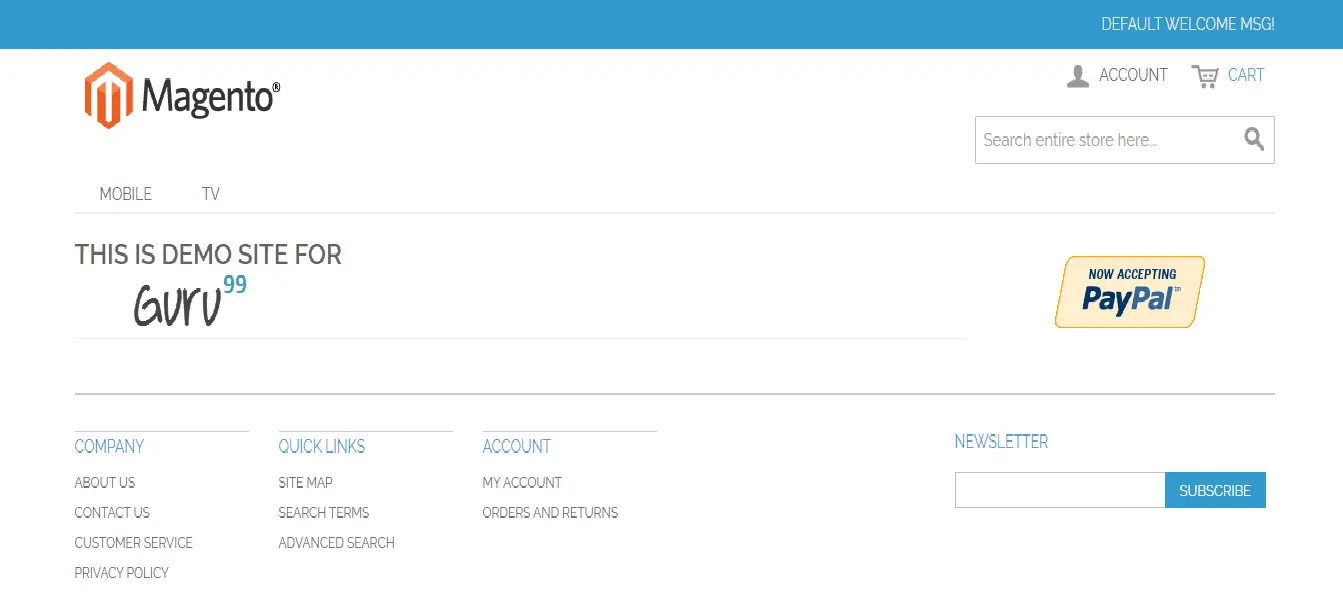 DEFAULT WELCOME MSG!
Magento®
ACCOUNT CART
Search entire store here...
MOBILE TV
THIS IS DEMO SITE FOR
Guru99
NOW ACCEPTING
PayPal™
COMPANY
ABOUT US
CONTACT US
CUSTOMER SERVICE
PRIVACY POLICY
QUICK LINKS
SITE MAP
SEARCH TERMS
ADVANCED SEARCH
ACCOUNT
MY ACCOUNT
ORDERS AND RETURNS
NEWSLETTER
SUBSCRIBE